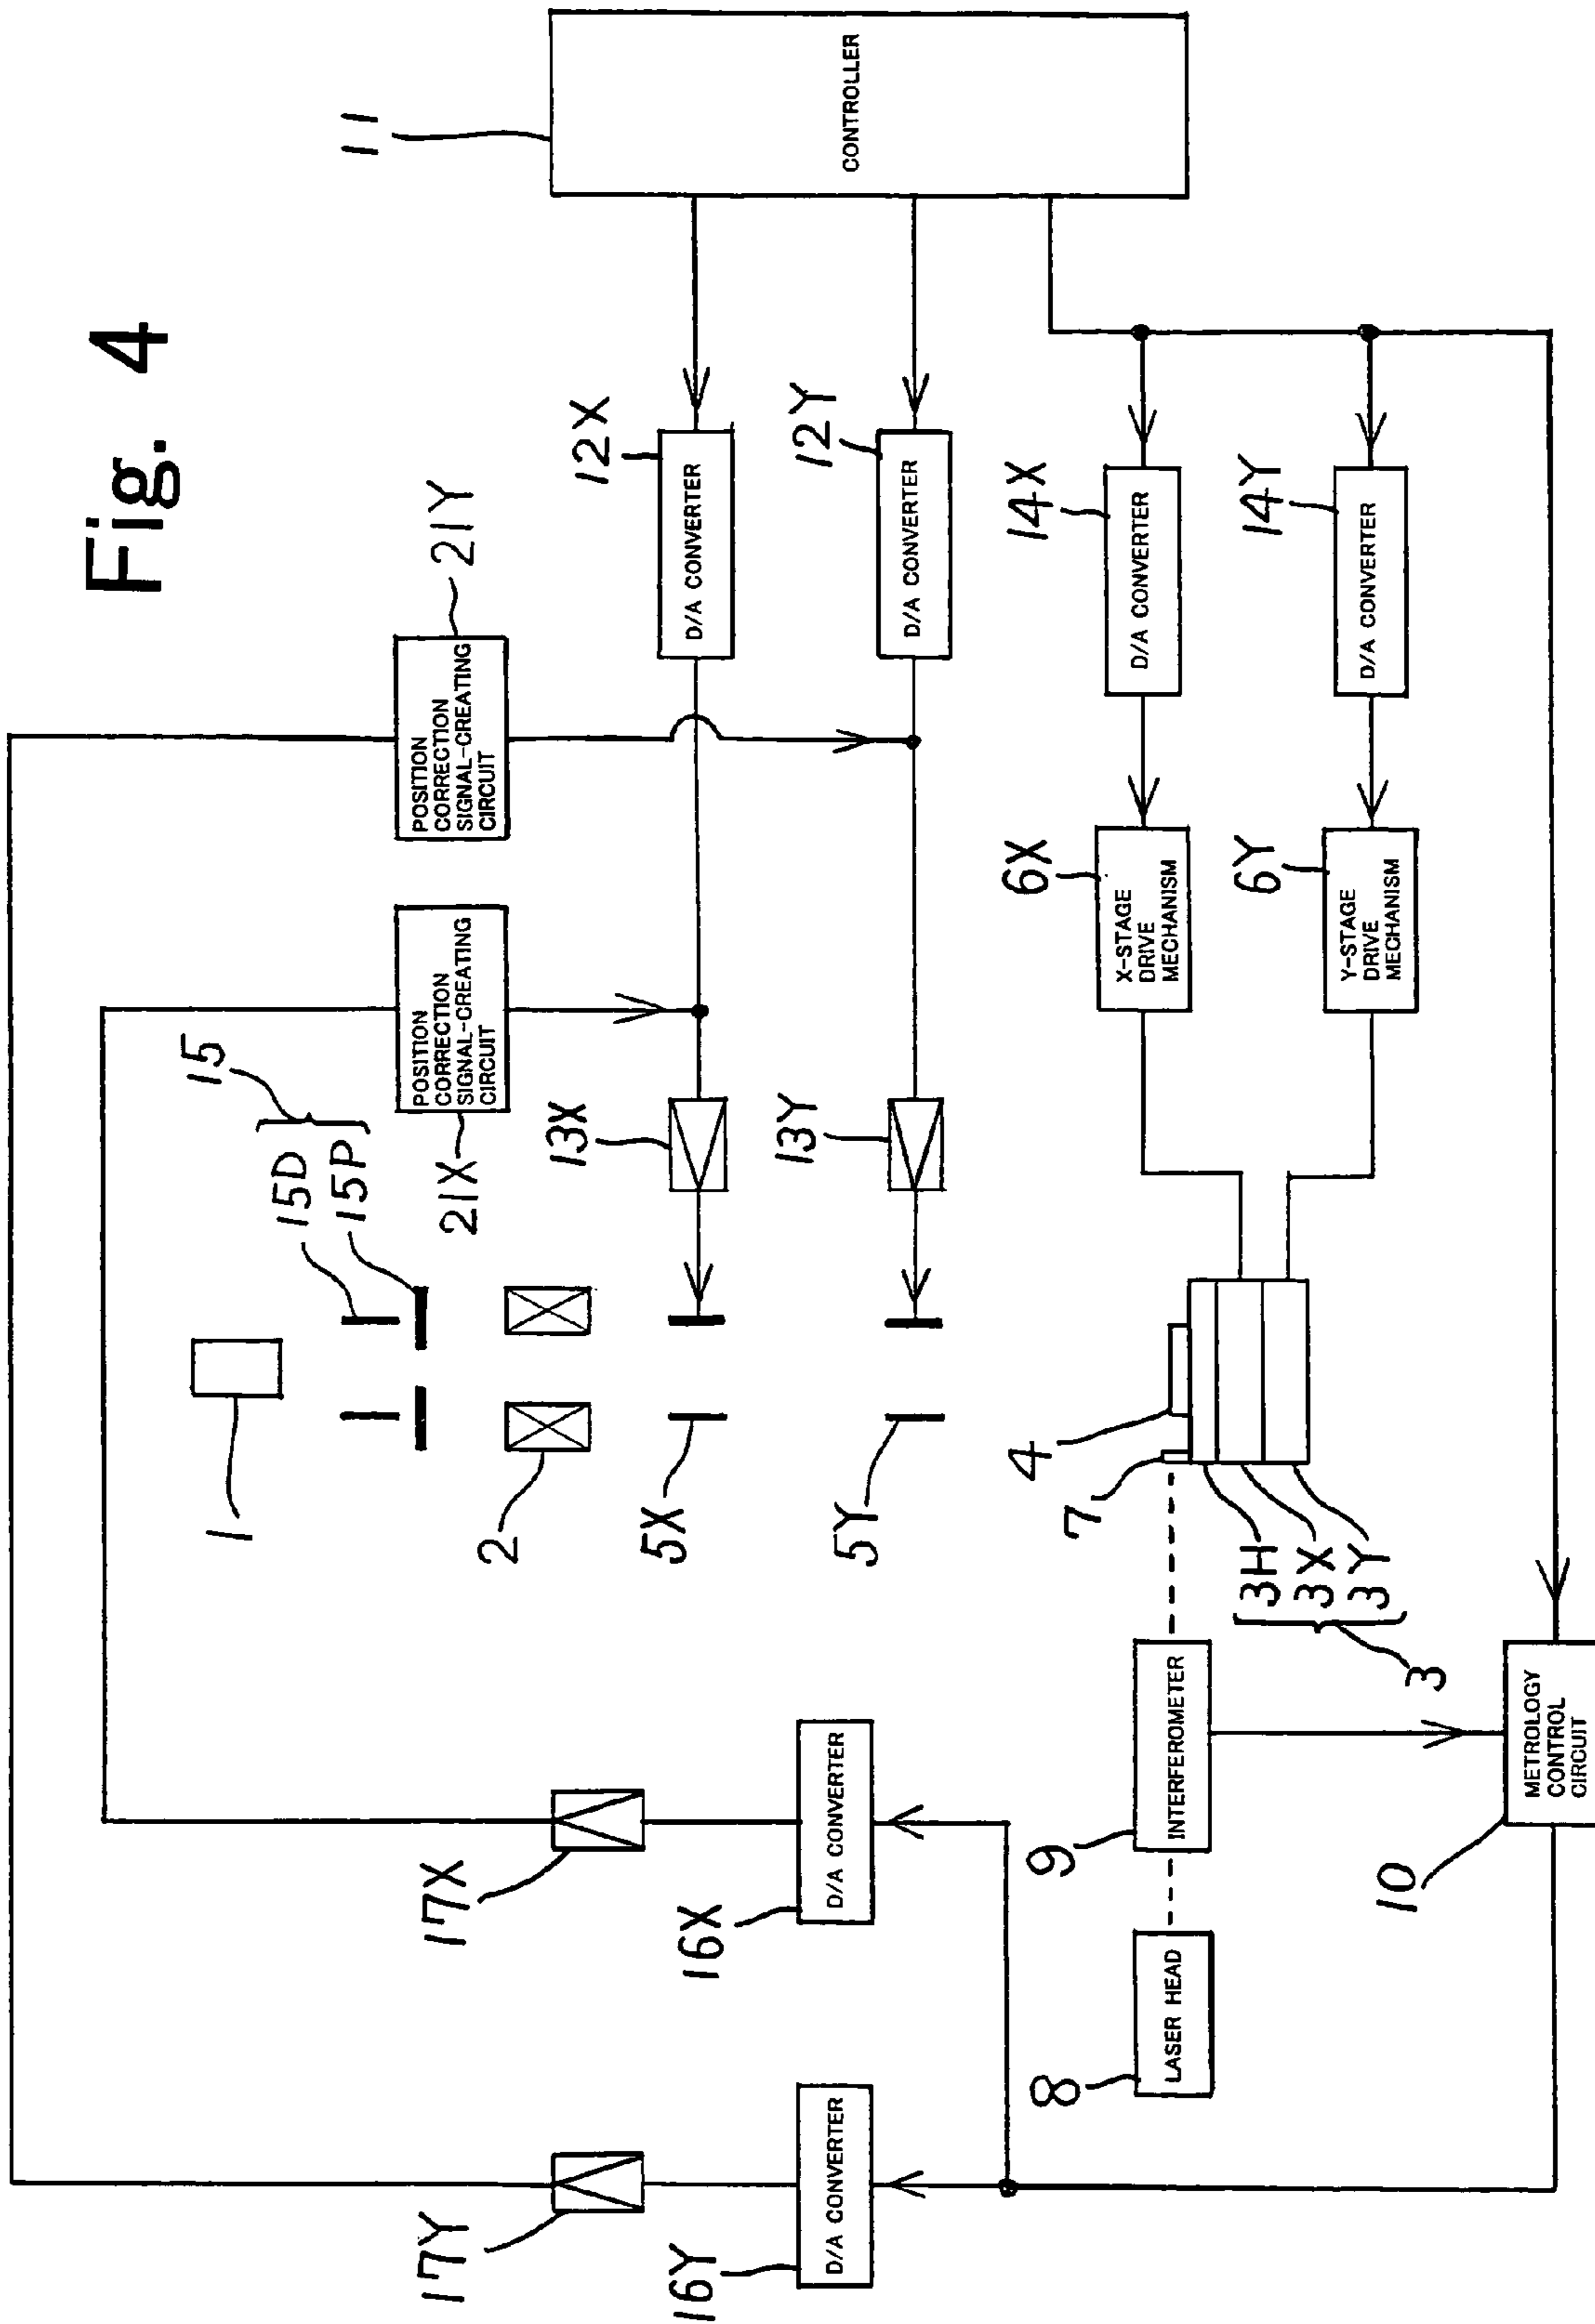 Fig. 4
17Y
17X
1
15D
15P
15
21X
POSITION
CORRECTION
SIGNAL-CREATING
CIRCUIT
POSITION
CORRECTION
SIGNAL-CREATING
CIRCUIT
21Y
11
2
13X
12X
16Y
D/A CONVERTER
16X
D/A CONVERTER
5X
D/A CONVERTER
CONTROLLER
5Y
13Y
12Y
D/A CONVERTER
8
LASER HEAD
9
INTERFEROMETER
7
4
6X
X-STAGE
DRIVE
MECHANISM
14X
D/A CONVERTER
3H
3X
3Y
3
6Y
Y-STAGE
DRIVE
MECHANISM
14Y
D/A CONVERTER
10
METROLOGY
CONTROL
CIRCUIT